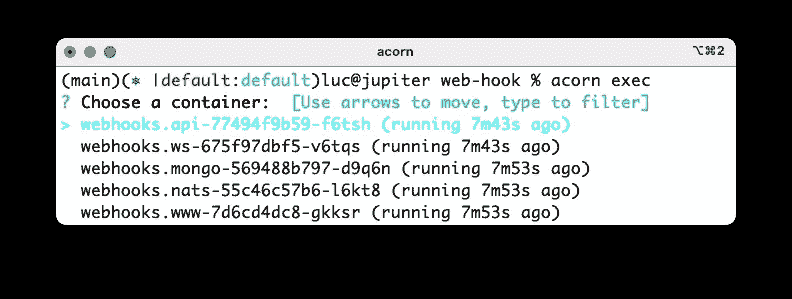 acorn
⌥⌘2
(main)(⎈ |default:default)luc@jupiter web-hook % acorn exec
? Choose a container:  [Use arrows to move, type to filter]
> webhooks.api-77494f9b59-f6tsh (running 7m43s ago)
webhooks.ws-675f97dbf5-v6tqs (running 7m43s ago)
webhooks.mongo-569488b797-d9q6n (running 7m53s ago)
webhooks.nats-55c46c57b6-l6kt8 (running 7m53s ago)
webhooks.www-7d6cd4dc8-gkksr (running 7m53s ago)